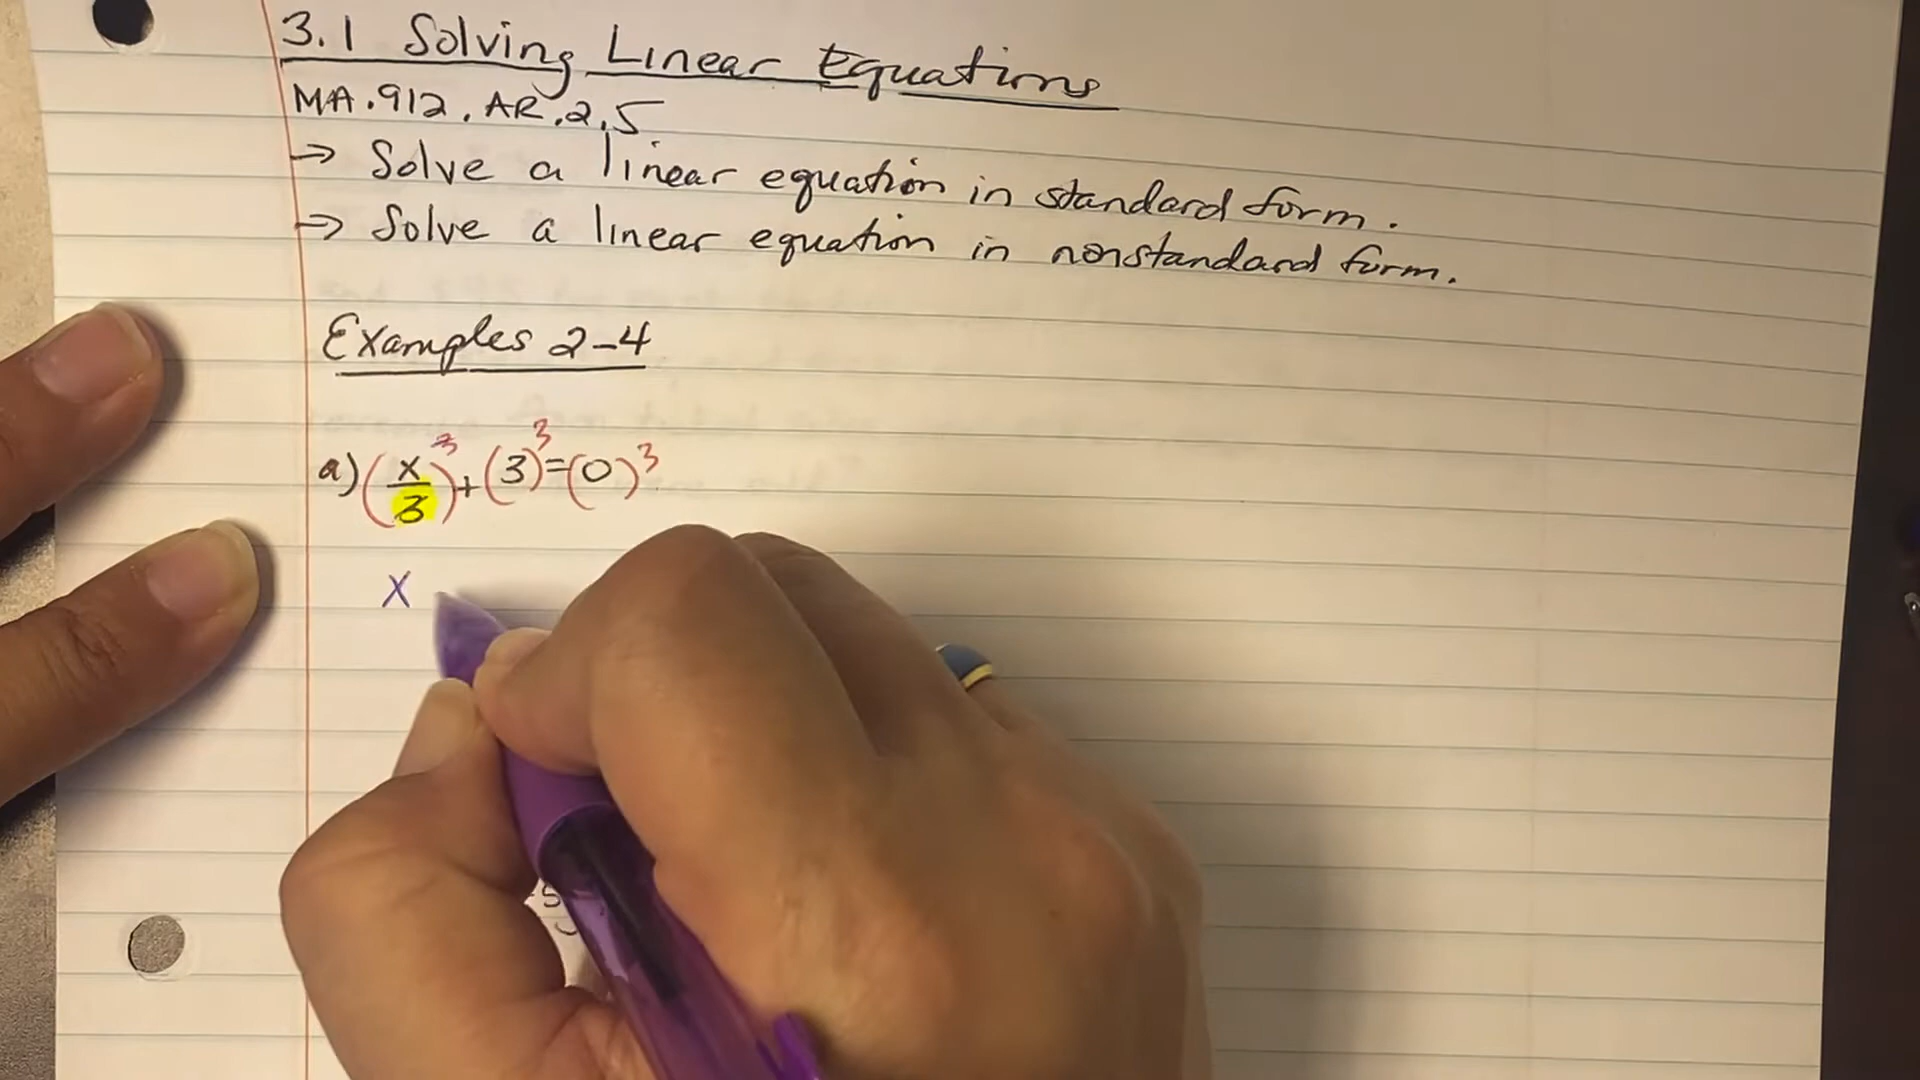 3.1 Solving Linear Equations
MA.912.AR.2.5
→ Solve a linear equation in standard form.
→ Solve a linear equation in nonstandard form.
Examples 2-4
a) (x/3)³ + (3)³ = (0)³
x